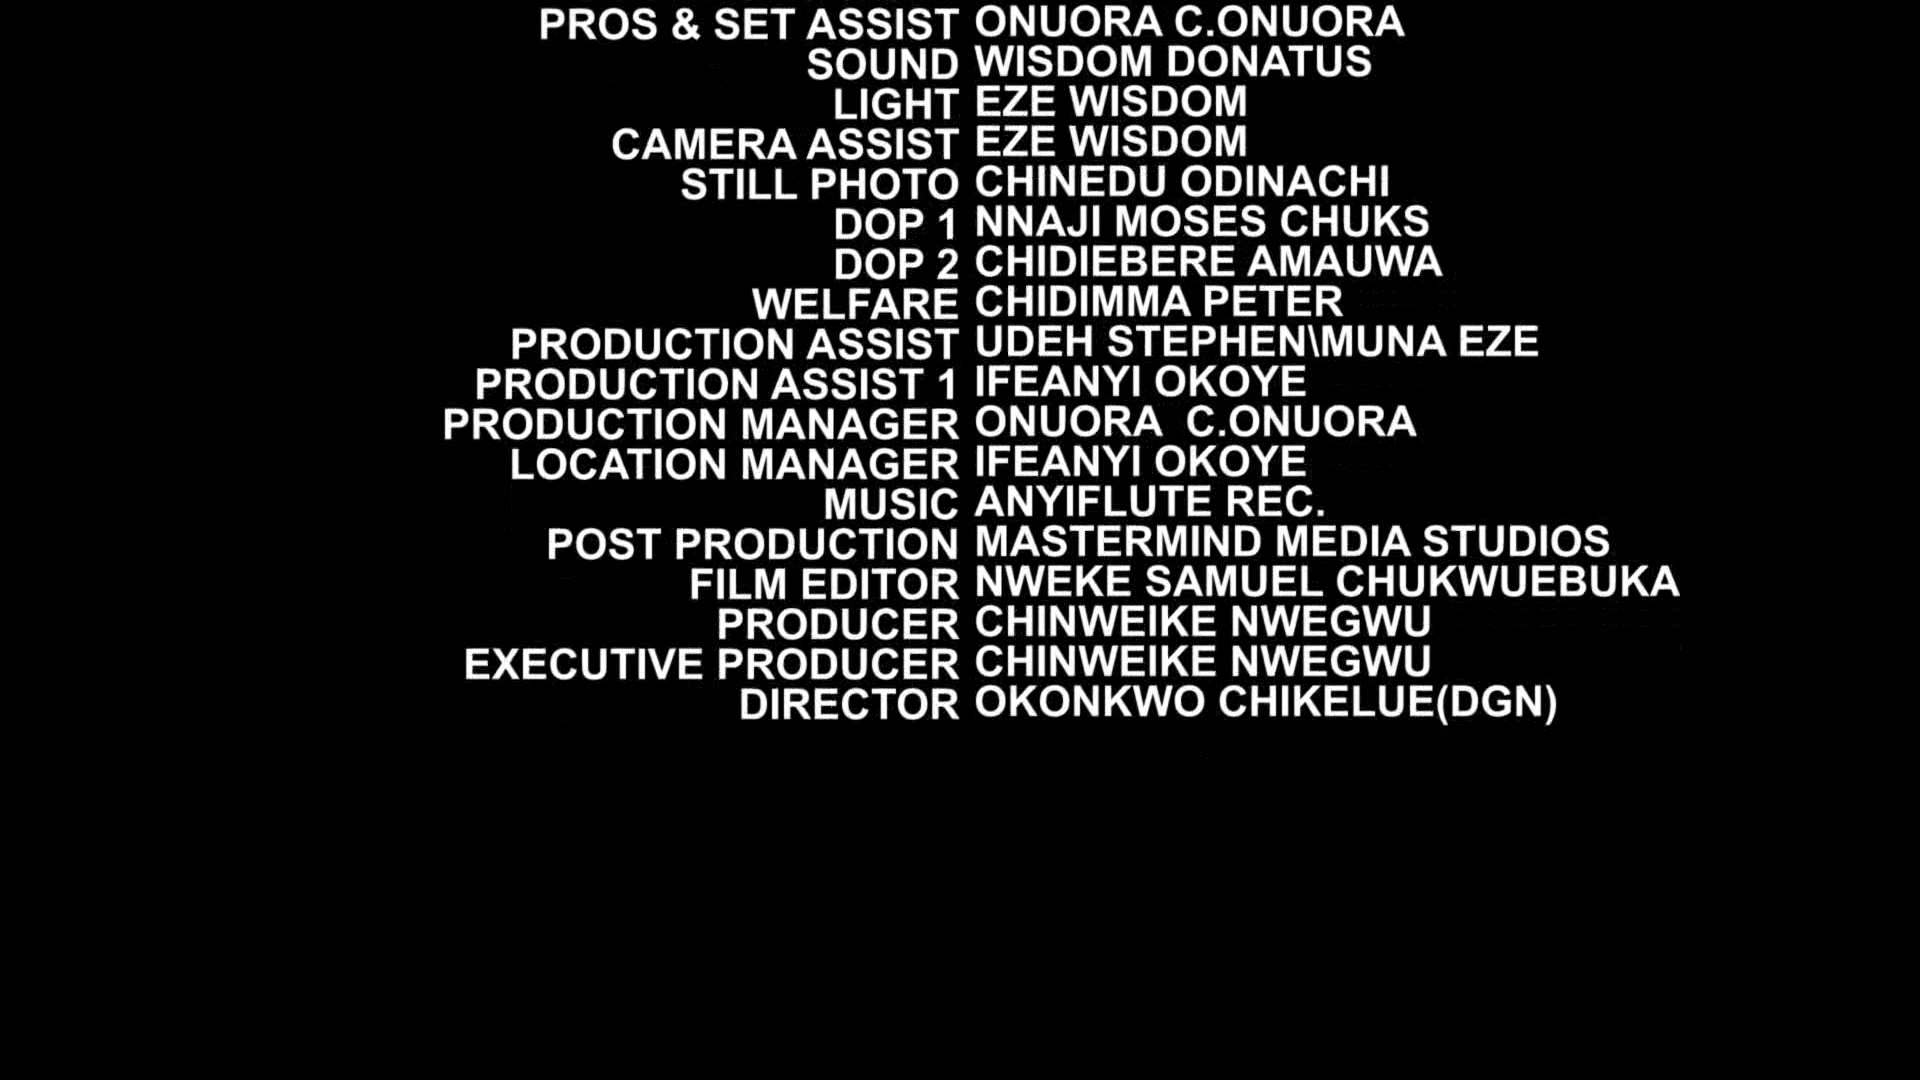 PROS & SET ASSIST ONUORA C.ONUORA
SOUND WISDOM DONATUS
LIGHT EZE WISDOM
CAMERA ASSIST EZE WISDOM
STILL PHOTO CHINEDU ODINACHI
DOP 1 NNAJI MOSES CHUKS
DOP 2 CHIDIEBERE AMAUWA
WELFARE CHIDIMMA PETER
PRODUCTION ASSIST UDEH STEPHEN\MUNA EZE
PRODUCTION ASSIST 1 IFEANYI OKOYE
PRODUCTION MANAGER ONUORA  C.ONUORA
LOCATION MANAGER IFEANYI OKOYE
MUSIC ANYIFLUTE REC.
POST PRODUCTION MASTERMIND MEDIA STUDIOS
FILM EDITOR NWEKE SAMUEL CHUKWUEBUKA
PRODUCER CHINWEIKE NWEGWU
EXECUTIVE PRODUCER CHINWEIKE NWEGWU
DIRECTOR OKONKWO CHIKELUE(DGN)